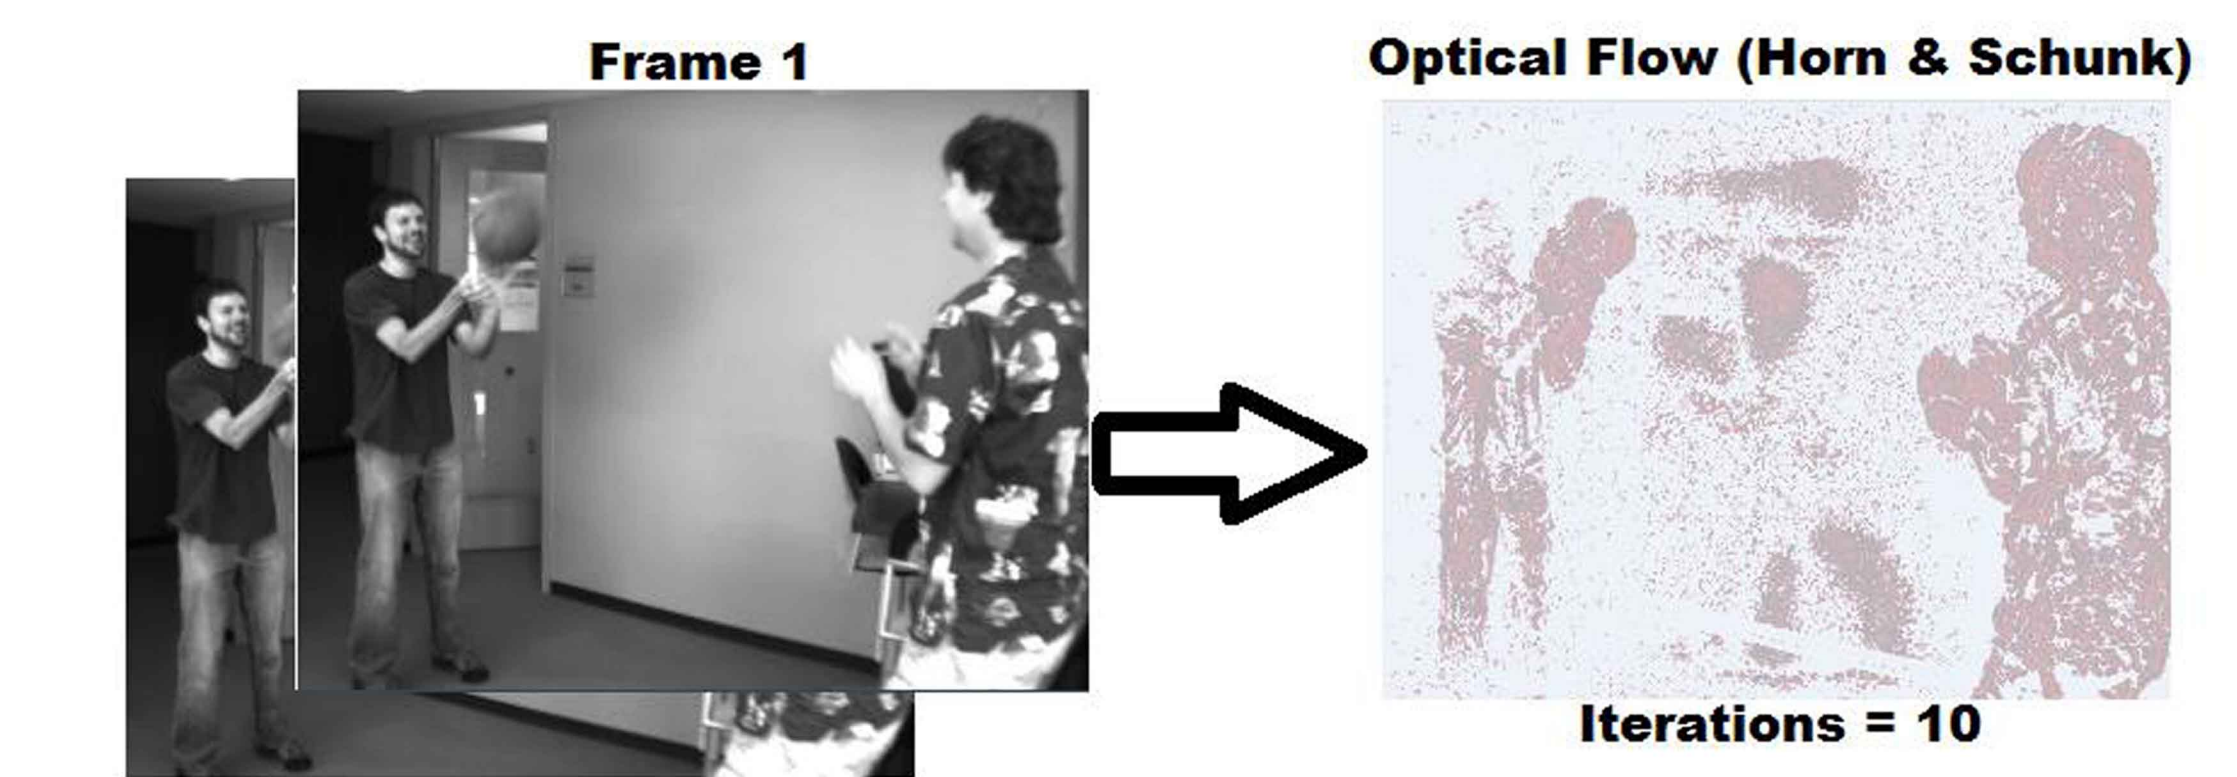 Frame 1
Optical Flow (Horn & Schunk)
Iterations = 10